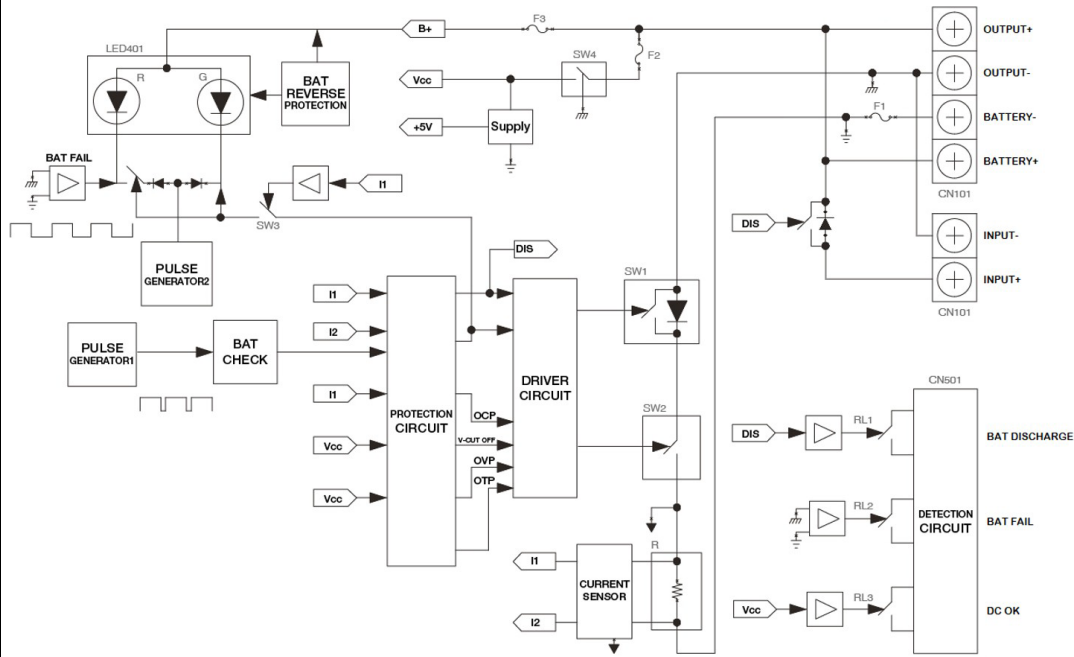 B+
F3
OUTPUT+
LED401
R
G
BAT
REVERSE
PROTECTION
Vcc
SW4
F2
OUTPUT-
+5V
Supply
F1
BATTERY-
BAT FAIL
I1
BATTERY+
CN101
SW3
DIS
INPUT-
PULSE
GENERATOR2
DIS
INPUT+
CN101
I1
I2
PULSE
GENERATOR1
BAT
CHECK
I1
Vcc
Vcc
PROTECTION
CIRCUIT
OCP
V-CUT OFF
OVP
OTP
DRIVER
CIRCUIT
SW1
SW2
R
I1
I2
CURRENT
SENSOR
CN501
DIS
RL1
BAT DISCHARGE
RL2
DETECTION
CIRCUIT
BAT FAIL
Vcc
RL3
DC OK